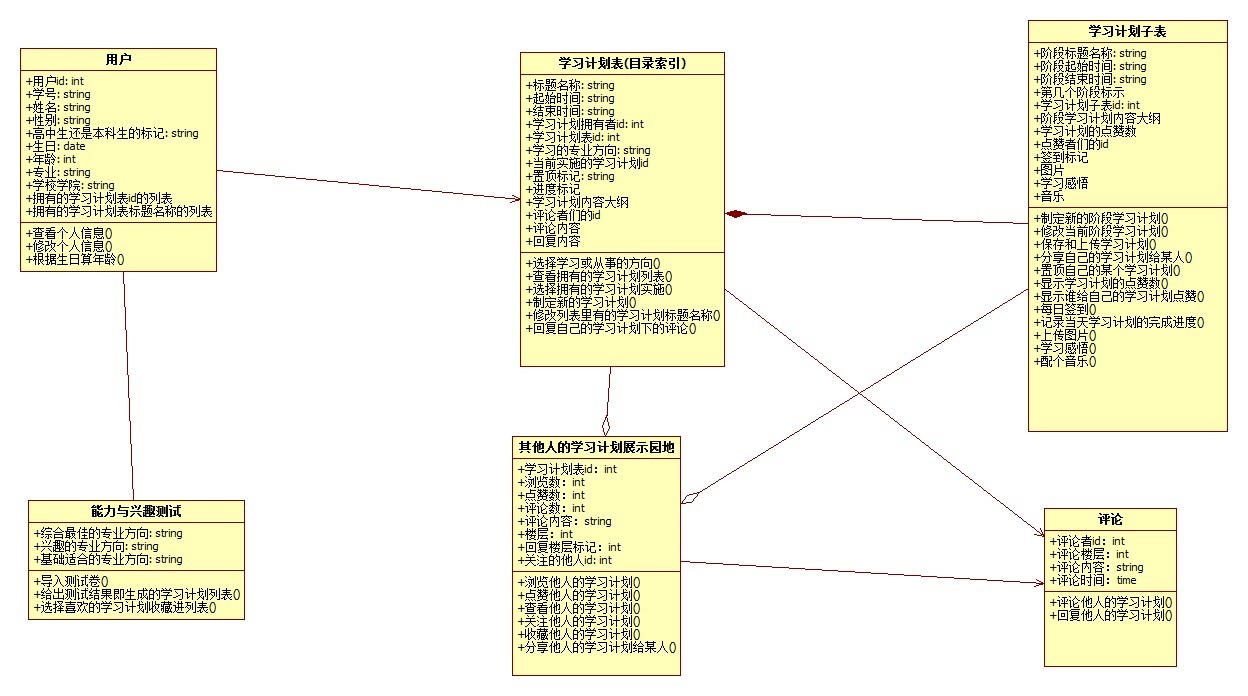 用户
+用户id: int
+学号: string
+姓名: string
+性别: string
+高中生还是本科生的标记: string
+生日: date
+年龄: int
+专业: string
+学校学院: string
+拥有的学习计划表id的列表
+拥有的学习计划表标题名称的列表
+查看个人信息()
+修改个人信息()
+根据生日算年龄()
学习计划表(目录索引)
+标题名称: string
+起始时间: string
+结束时间: string
+学习计划拥有者id: int
+学习计划表id: int
+学习的专业方向: string
+当前实施的学习计划id
+置顶标记: string
+进度标记
+学习计划内容大纲
+评论者们的id
+评论内容
+回复内容
+选择学习或从事的方向()
+查看拥有的学习计划列表()
+选择拥有的学习计划实施()
+制定新的学习计划()
+修改列表里有的学习计划标题名称()
+回复自己的学习计划下的评论()
学习计划子表
+阶段标题名称: string
+阶段起始时间: string
+阶段结束时间: string
+第几个阶段标示
+学习计划子表id: int
+阶段学习计划内容大纲
+学习计划的点赞数
+点赞者们的id
+签到标记
+图片
+学习感悟
+音乐
+制定新的阶段学习计划()
+修改当前阶段学习计划()
+保存和上传学习计划()
+分享自己的学习计划给某人()
+置顶自己的某个学习计划()
+显示学习计划的点赞数()
+显示谁给自己的学习计划点赞()
+每日签到()
+记录当天学习计划的完成进度()
+上传图片()
+学习感悟()
+配个音乐()
能力与兴趣测试
+综合最佳的专业方向: string
+兴趣的专业方向: string
+基础适合的专业方向: string
+导入测试卷()
+给出测试结果即生成的学习计划列表()
+选择喜欢的学习计划收藏进列表()
其他人的学习计划展示园地
+学习计划表id：int
+浏览数：int
+点赞数：int
+评论数：int
+评论内容：string
+楼层：int
+回复楼层标记：int
+关注的他人id: int
+浏览他人的学习计划()
+点赞他人的学习计划()
+查看他人的学习计划()
+关注他人的学习计划()
+收藏他人的学习计划()
+分享他人的学习计划给某人()
评论
+评论者id：int
+评论楼层：int
+评论内容：string
+评论时间：time
+评论他人的学习计划()
+回复他人的学习计划()